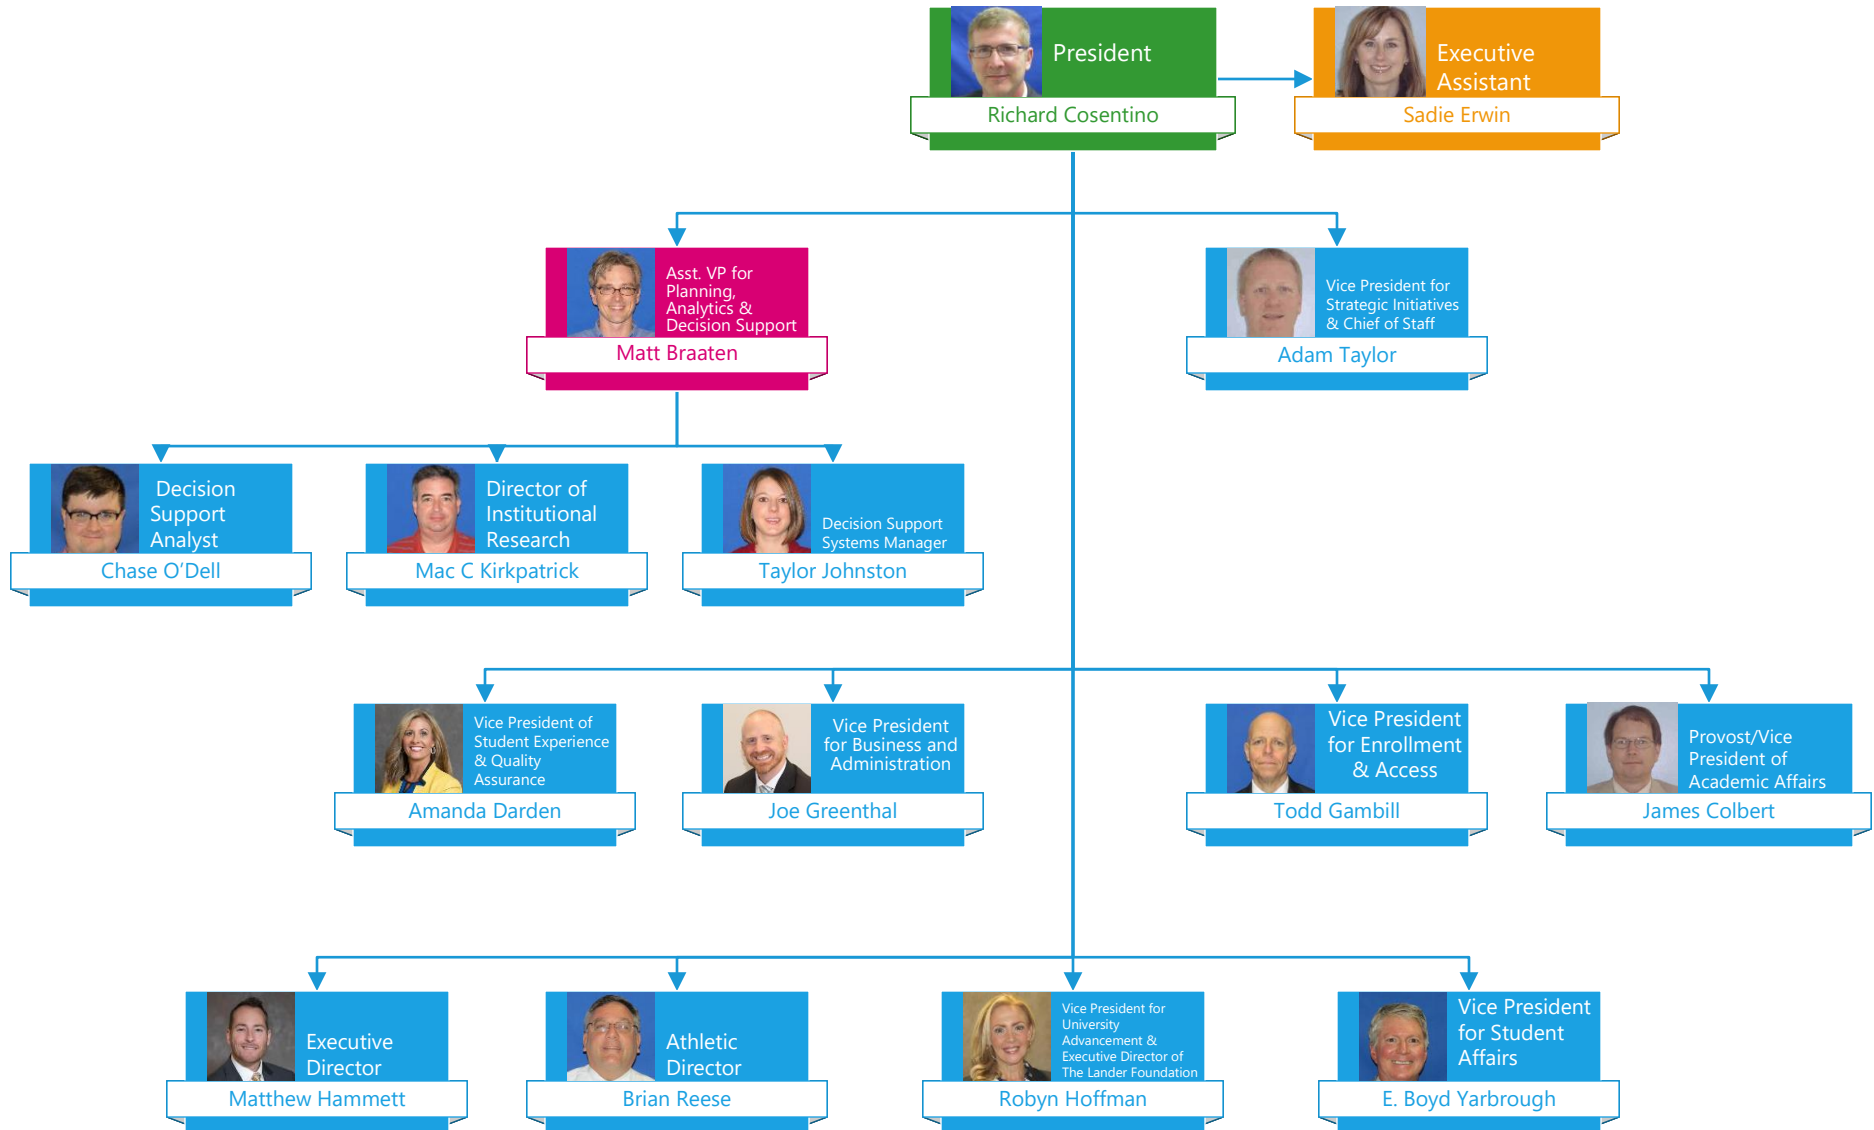 President
Richard Cosentino
Executive
Assistant
Sadie Erwin
Asst. VP for
Planning,
Analytics &
Decision Support
Matt Braaten
Vice President for
Strategic Initiatives
& Chief of Staff
Adam Taylor
Decision
Support
Analyst
Chase O’Dell
Director of
Institutional
Research
Mac C Kirkpatrick
Decision Support
Systems Manager
Taylor Johnston
Vice President of
Student Experience
& Quality
Assurance
Amanda Darden
Vice President
for Business and
Administration
Joe Greenthal
Vice President
for Enrollment
& Access
Todd Gambill
Provost/Vice
President of
Academic Affairs
James Colbert
Executive
Director
Matthew Hammett
Athletic
Director
Brian Reese
Vice President for
University
Advancement &
Executive Director of
The Lander Foundation
Robyn Hoffman
Vice President
for Student
Affairs
E. Boyd Yarbrough